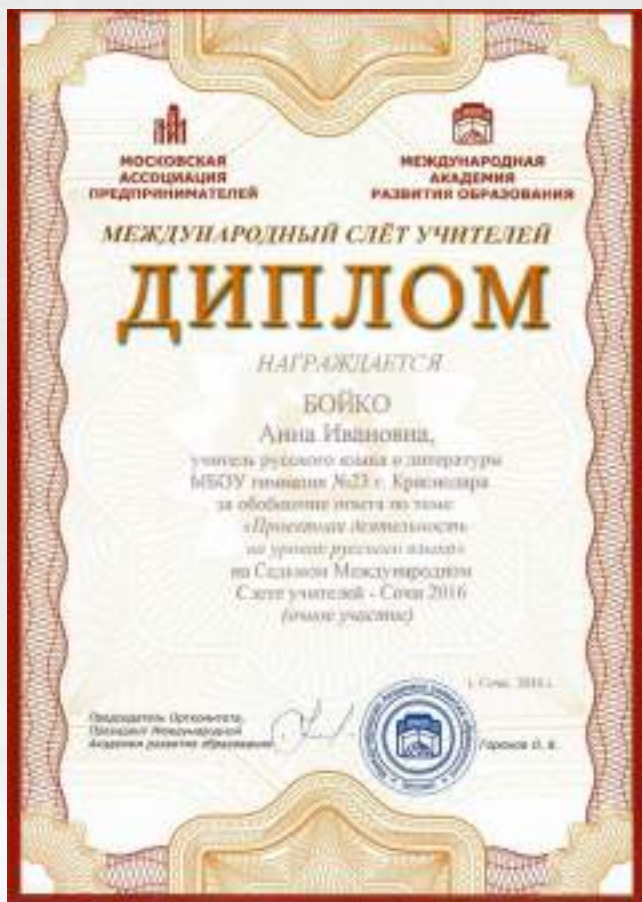 МОСКОВСКАЯ
АССОЦИАЦИЯ
ПРЕДПРИНИМАТЕЛЕЙ
МЕЖДУНАРОДНАЯ
АКАДЕМИЯ
РАЗВИТИЯ ОБРАЗОВАНИЯ
МЕЖДУНАРОДНЫЙ СЛЁТ УЧИТЕЛЕЙ
ДИПЛОМ
НАГРАЖДАЕТСЯ
БОЙКО
Анна Ивановна,
учитель русского языка и литературы
МБОУ гимназия №23 г. Краснодара
за обобщение опыта по теме
«Проектная деятельность
на уроках русского языка»
на Седьмом Международном
Слете учителей - Сочи 2016
(очное участие)
г. Сочи, 2016 г.
Председатель Оргкомитета,
Президент Международной
Академии развития образования